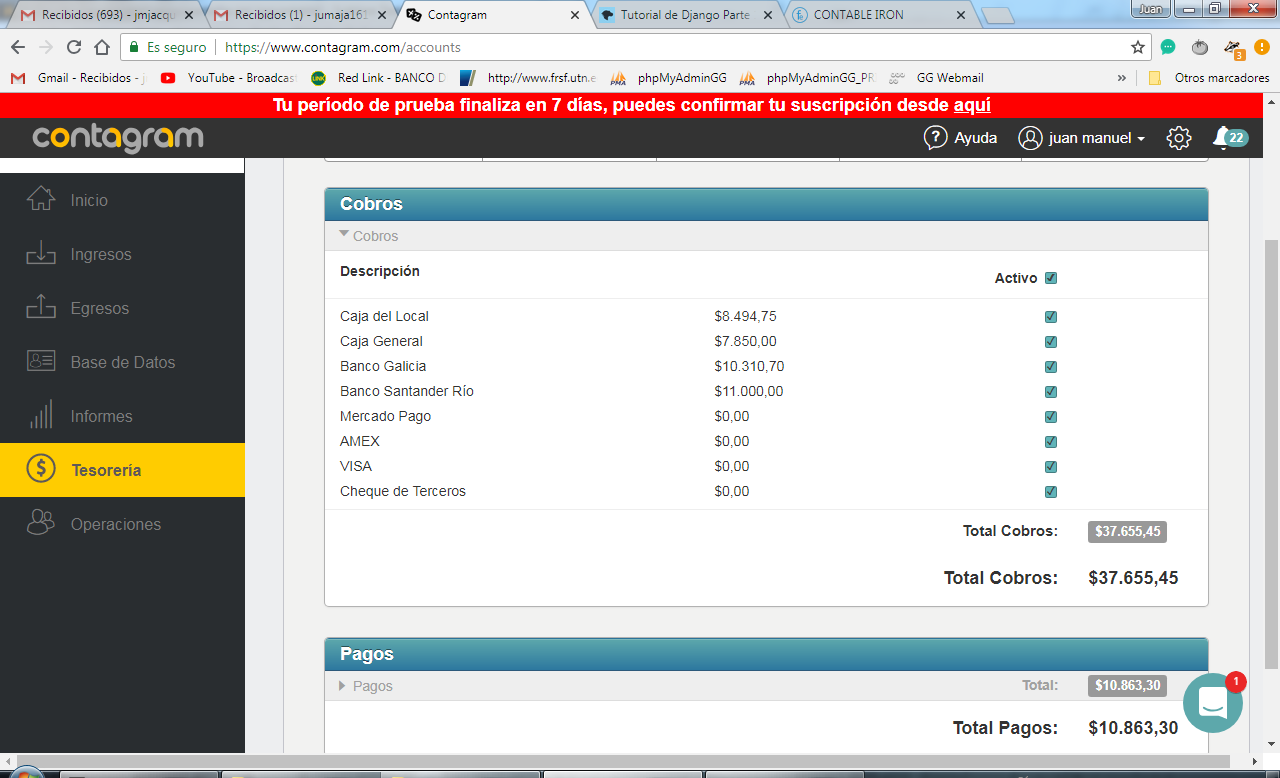 Recibidos (693) - jmjacqu
Recibidos (1) - jumaja161
Contagram
Tutorial de Django Parte
CONTABLE IRON
Juan
Es seguro
https://www.contagram.com/accounts
3
Gmail - Recibidos - j
YouTube - Broadcas
Red Link - BANCO D
http://www.frsf.utn.e
phpMyAdminGG
phpMyAdminGG_PR
GG Webmail
»
Otros marcadores
Tu período de prueba finaliza en 7 días, puedes confirmar tu suscripción desde aquí
contagram
Ayuda
juan manuel
22
Inicio
Ingresos
Egresos
Base de Datos
Informes
Tesorería
Operaciones
Cobros
Cobros
Descripción
Activo
Caja del Local $8.494,75
Caja General $7.850,00
Banco Galicia $10.310,70
Banco Santander Río $11.000,00
Mercado Pago $0,00
AMEX $0,00
VISA $0,00
Cheque de Terceros $0,00
Total Cobros: $37.655,45
Total Cobros: $37.655,45
Pagos
Pagos Total: $10.863,30
Total Pagos: $10.863,30
1